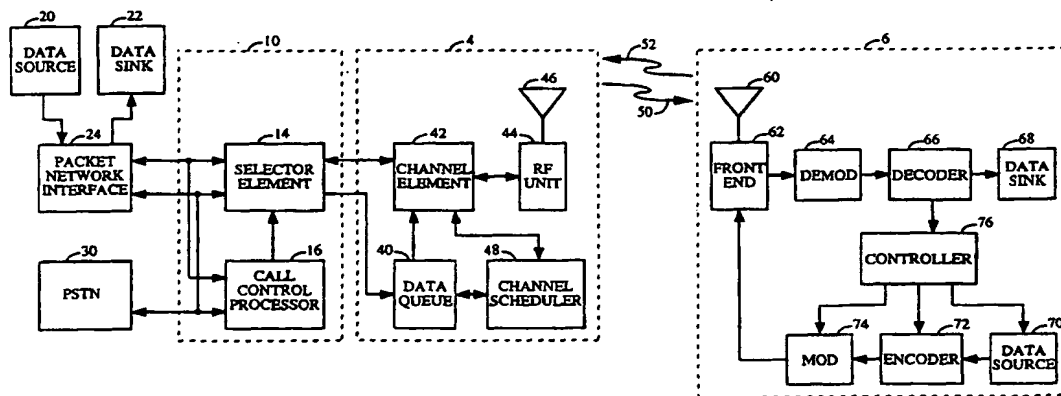 20
DATA
SOURCE
22
DATA
SINK
24
PACKET
NETWORK
INTERFACE
30
PSTN
10
14
SELECTOR
ELEMENT
16
CALL
CONTROL
PROCESSOR
4
42
CHANNEL
ELEMENT
46
44
RF
UNIT
40
DATA
QUEUE
48
CHANNEL
SCHEDULER
52
50
6
60
62
FRONT
END
64
DEMOD
66
DECODER
68
DATA
SINK
76
CONTROLLER
74
MOD
72
ENCODER
70
DATA
SOURCE